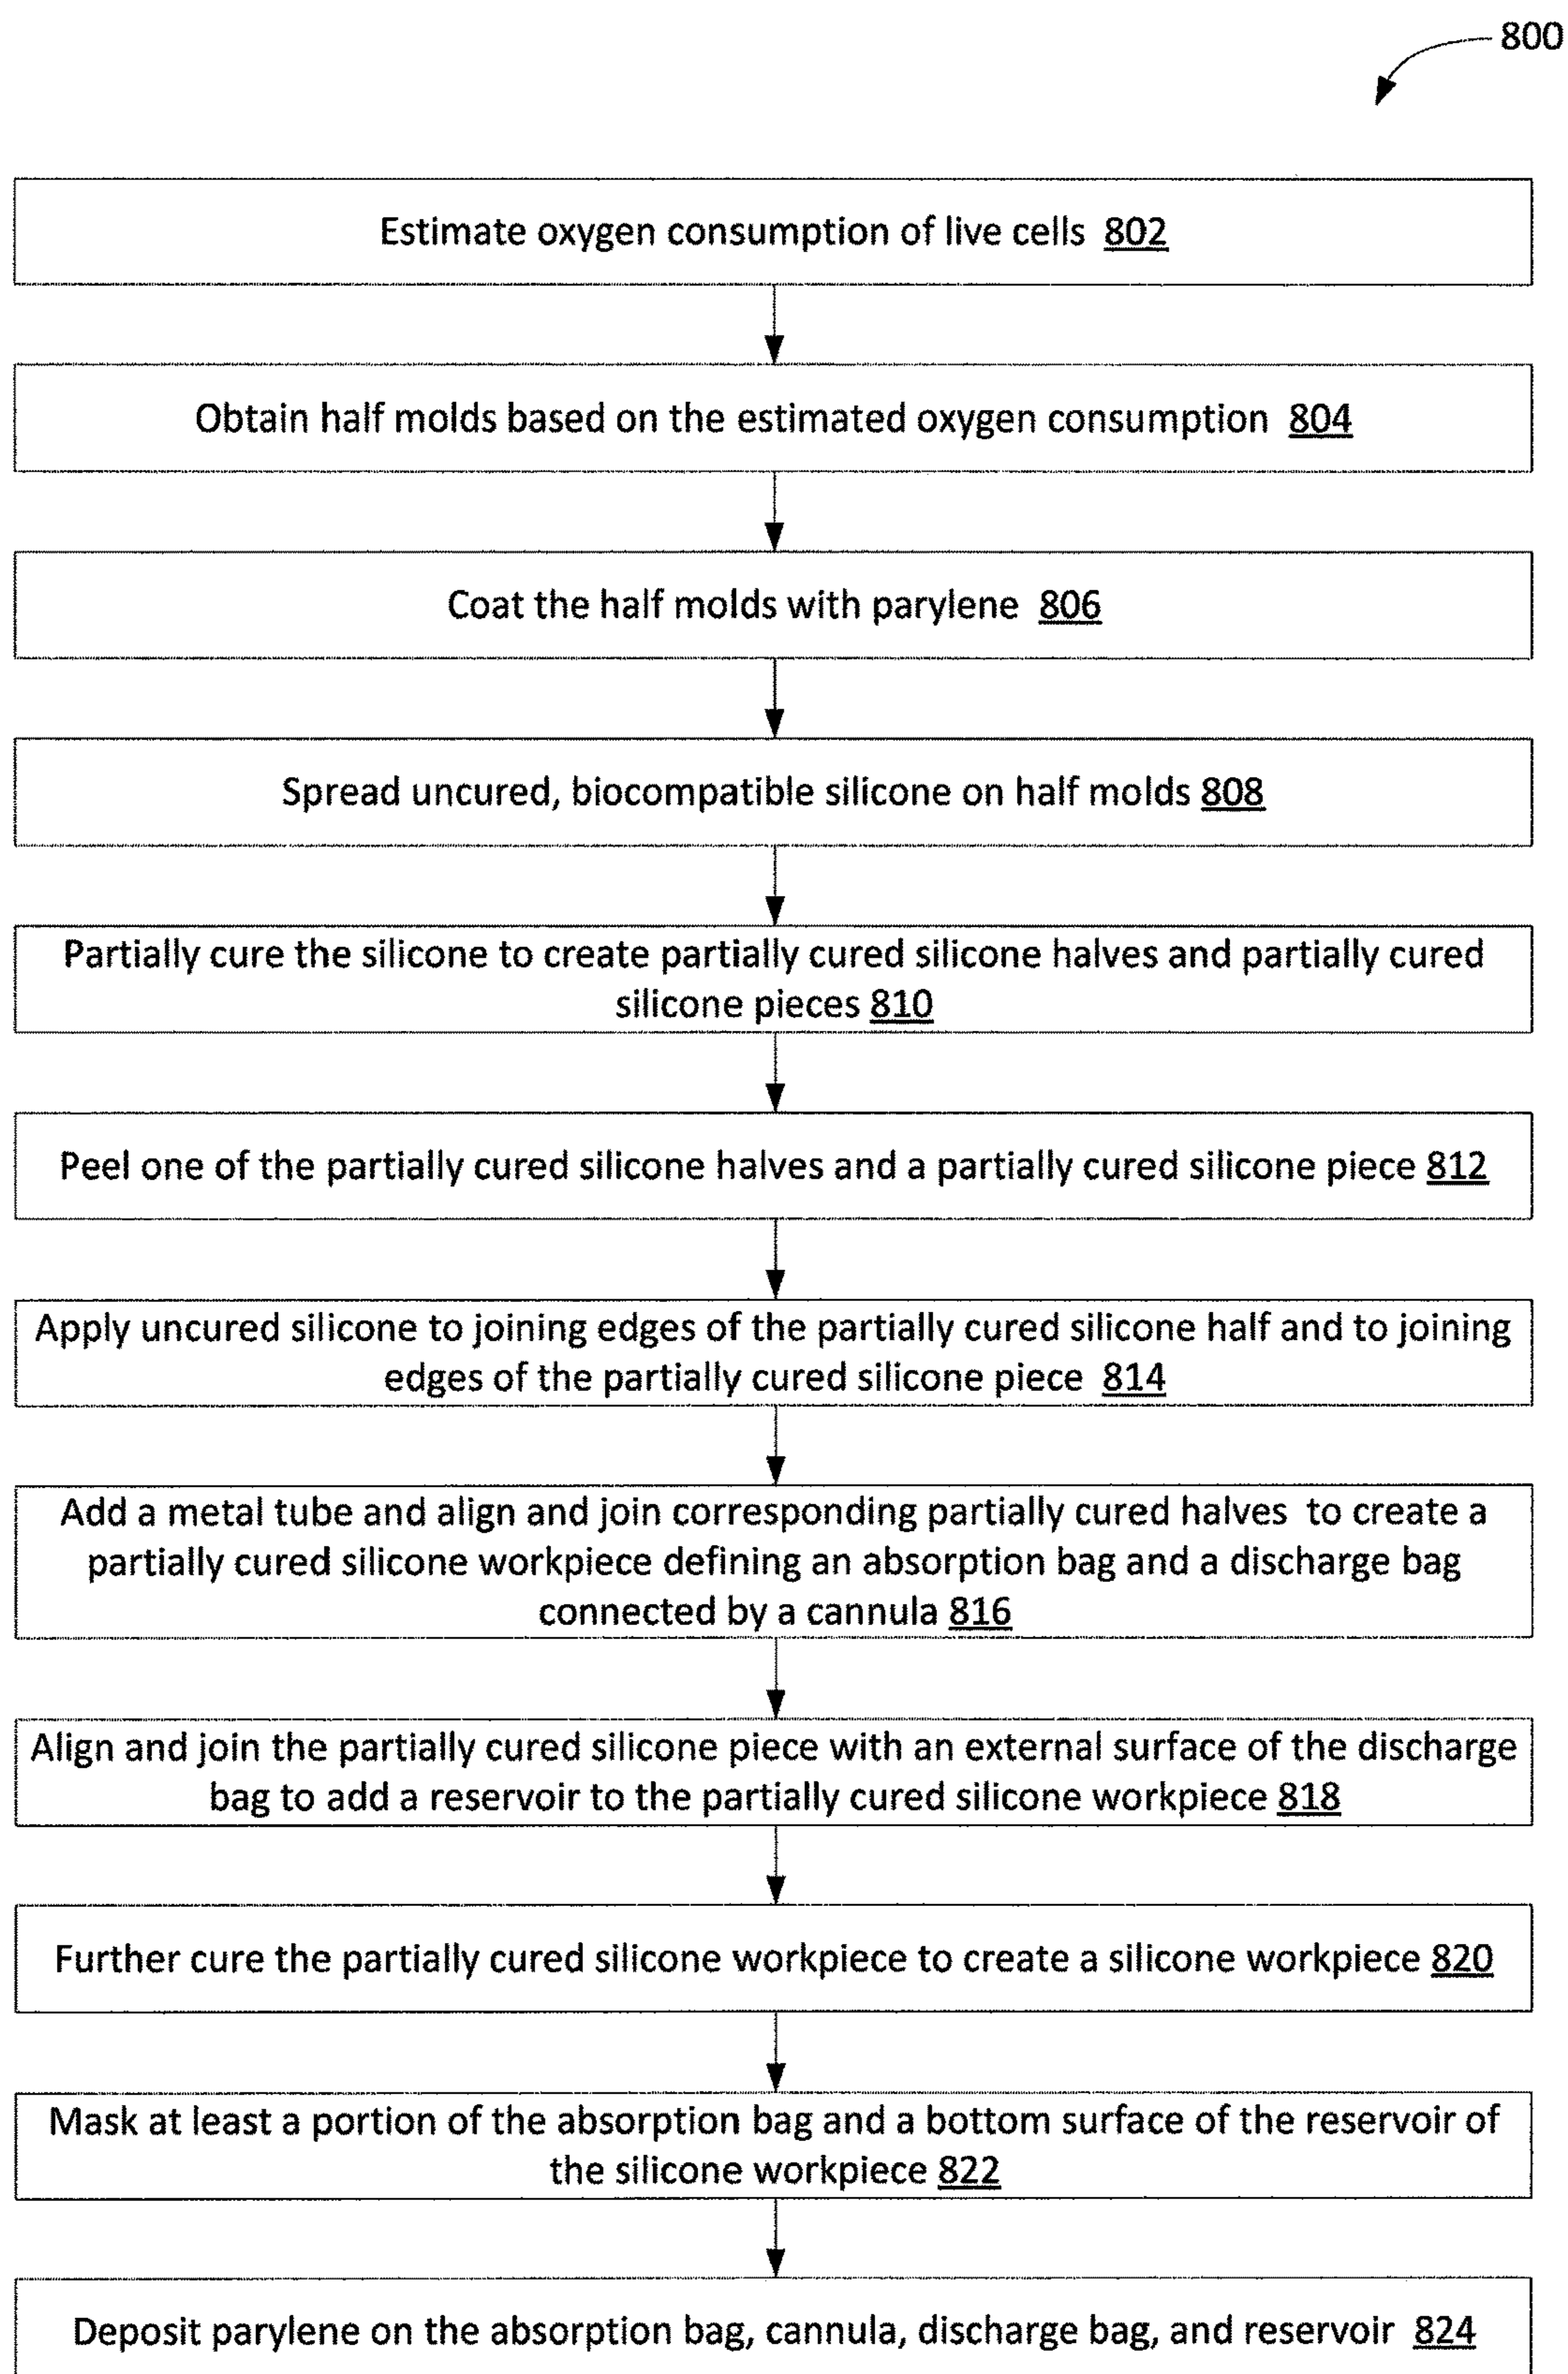 800
Estimate oxygen consumption of live cells 802
Obtain half molds based on the estimated oxygen consumption 804
Coat the half molds with parylene 806
Spread uncured, biocompatible silicone on half molds 808
Partially cure the silicone to create partially cured silicone halves and partially cured
silicone pieces 810
Peel one of the partially cured silicone halves and a partially cured silicone piece 812
Apply uncured silicone to joining edges of the partially cured silicone half and to joining
edges of the partially cured silicone piece 814
Add a metal tube and align and join corresponding partially cured halves to create a
partially cured silicone workpiece defining an absorption bag and a discharge bag
connected by a cannula 816
Align and join the partially cured silicone piece with an external surface of the discharge
bag to add a reservoir to the partially cured silicone workpiece 818
Further cure the partially cured silicone workpiece to create a silicone workpiece 820
Mask at least a portion of the absorption bag and a bottom surface of the reservoir of
the silicone workpiece 822
Deposit parylene on the absorption bag, cannula, discharge bag, and reservoir 824